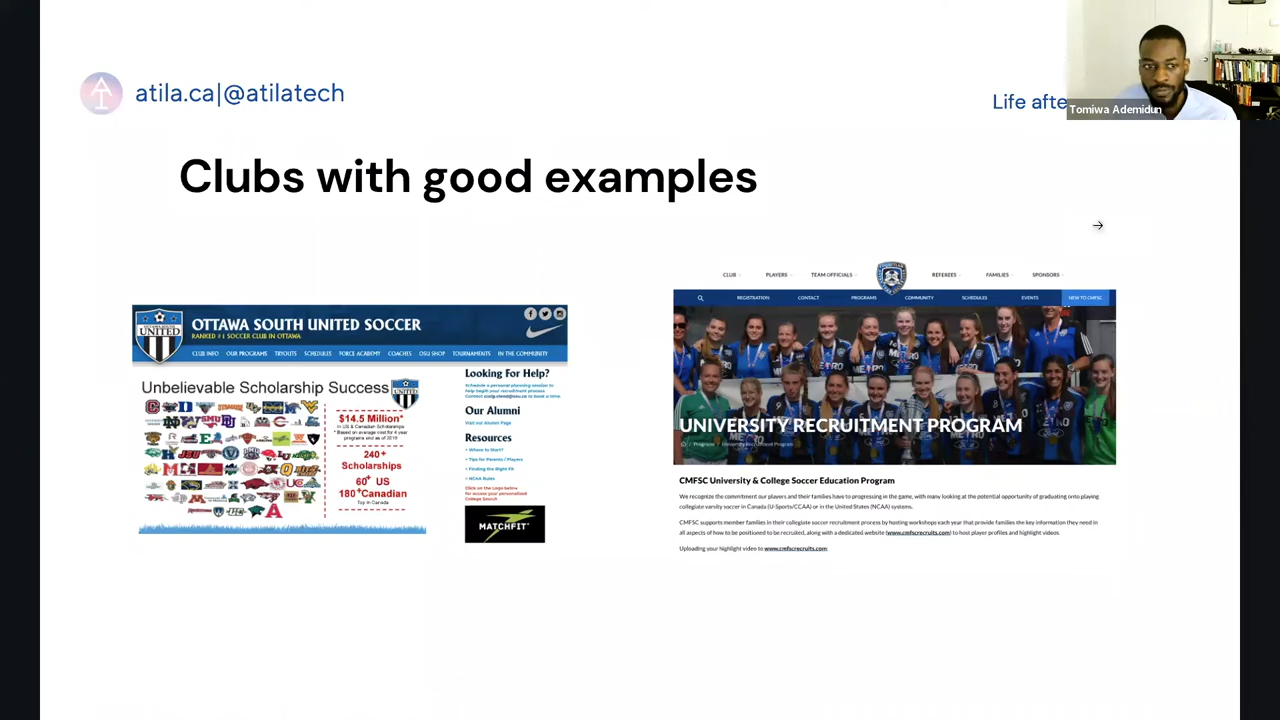 atila.ca|@atilatech
Life afte
Tomiwa Ademidun
Clubs with good examples
UNITED
OTTAWA SOUTH UNITED SOCCER
RANKED #1 SOCCER CLUB IN OTTAWA
CLUB INFO OUR PROGRAMS TRYOUTS SCHEDULES FORCE ACADEMY COACHES OSU SHOP TOURNAMENTS IN THE COMMUNITY
Unbelievable Scholarship Success
UNITED
$14.5 Million*
in US & Canadian Scholarships
* Based on average cost for 4 year
programs and as of 2019
240+
Scholarships
60+ US
180+Canadian
Top in Canada
Looking For Help?
Schedule a personal planning session to
help begin your recruitment process
to book a time.
Our Alumni
Visit our Alumni Page
Resources
• Where to Start?
• Tips for Parents / Players
• Finding the Right Fit
• NCAA Rules
Click on the Logo below
for access your personalized
College Search
MATCHFIT
CLUB PLAYERS TEAM OFFICIALS REFEREES FAMILIES SPONSORS
REGISTRATION CONTACT PROGRAMS COMMUNITY SCHEDULES EVENTS NEW TO CMFSC
UNIVERSITY RECRUITMENT PROGRAM
/ Programs / University Recruitment Program
CMFSC University & College Soccer Education Program
We recognize the commitment our players and their families have to progressing in the game, with many looking at the potential opportunity of graduating onto playing
collegiate varsity soccer in Canada (U-Sports/CCAA) or in the United States (NCAA) systems.
CMFSC supports member families in their collegiate soccer recruitment process by hosting workshops each year that provide families the key information they need in
all aspects of how to be positioned to be recruited, along with a dedicated website (www.cmfscrecruits.com) to host player profiles and highlight videos.
Uploading your highlight video to www.cmfscrecruits.com: